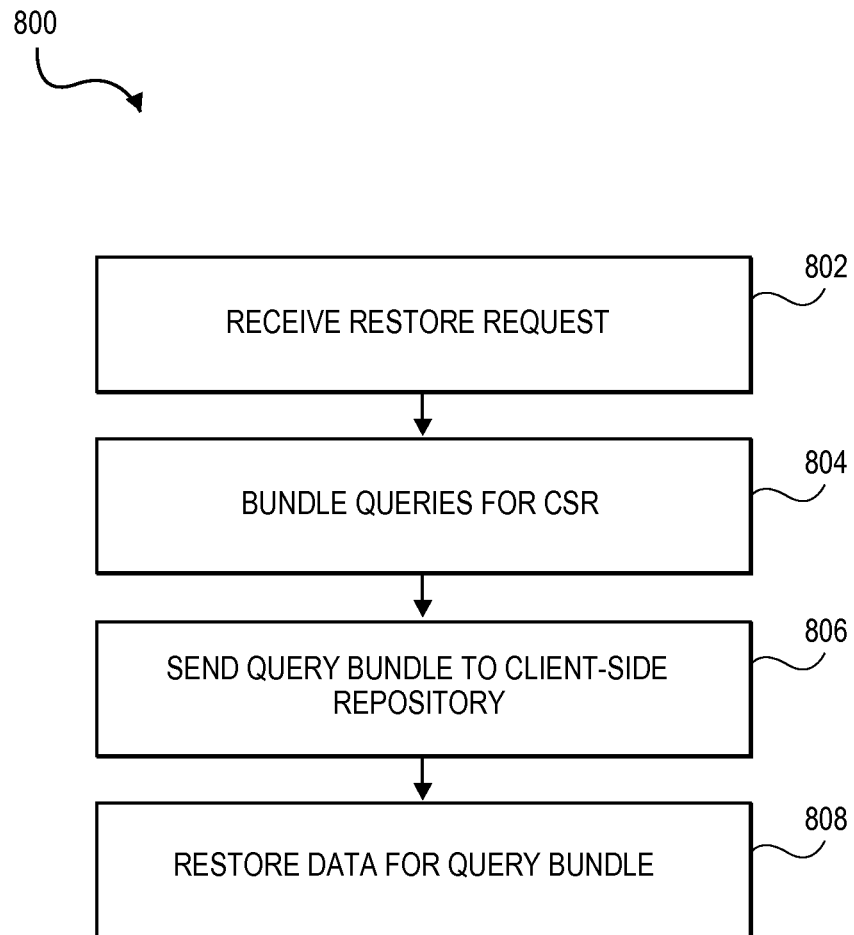 800
802
RECEIVE RESTORE REQUEST
804
BUNDLE QUERIES FOR CSR
806
SEND QUERY BUNDLE TO CLIENT-SIDE
REPOSITORY
808
RESTORE DATA FOR QUERY BUNDLE